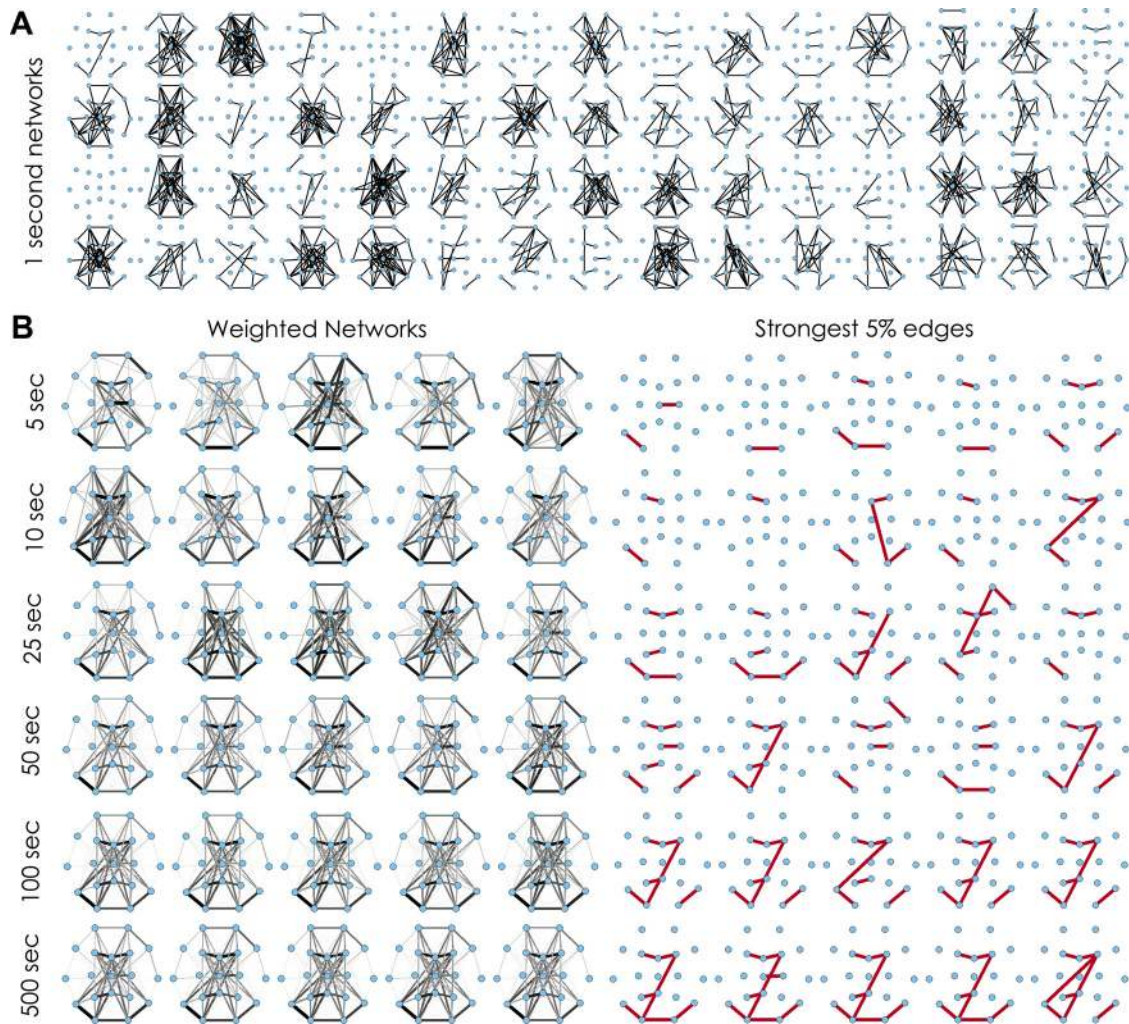 A
1 second networks
B
Weighted Networks
Strongest 5% edges
5 sec
10 sec
25 sec
50 sec
100 sec
500 sec